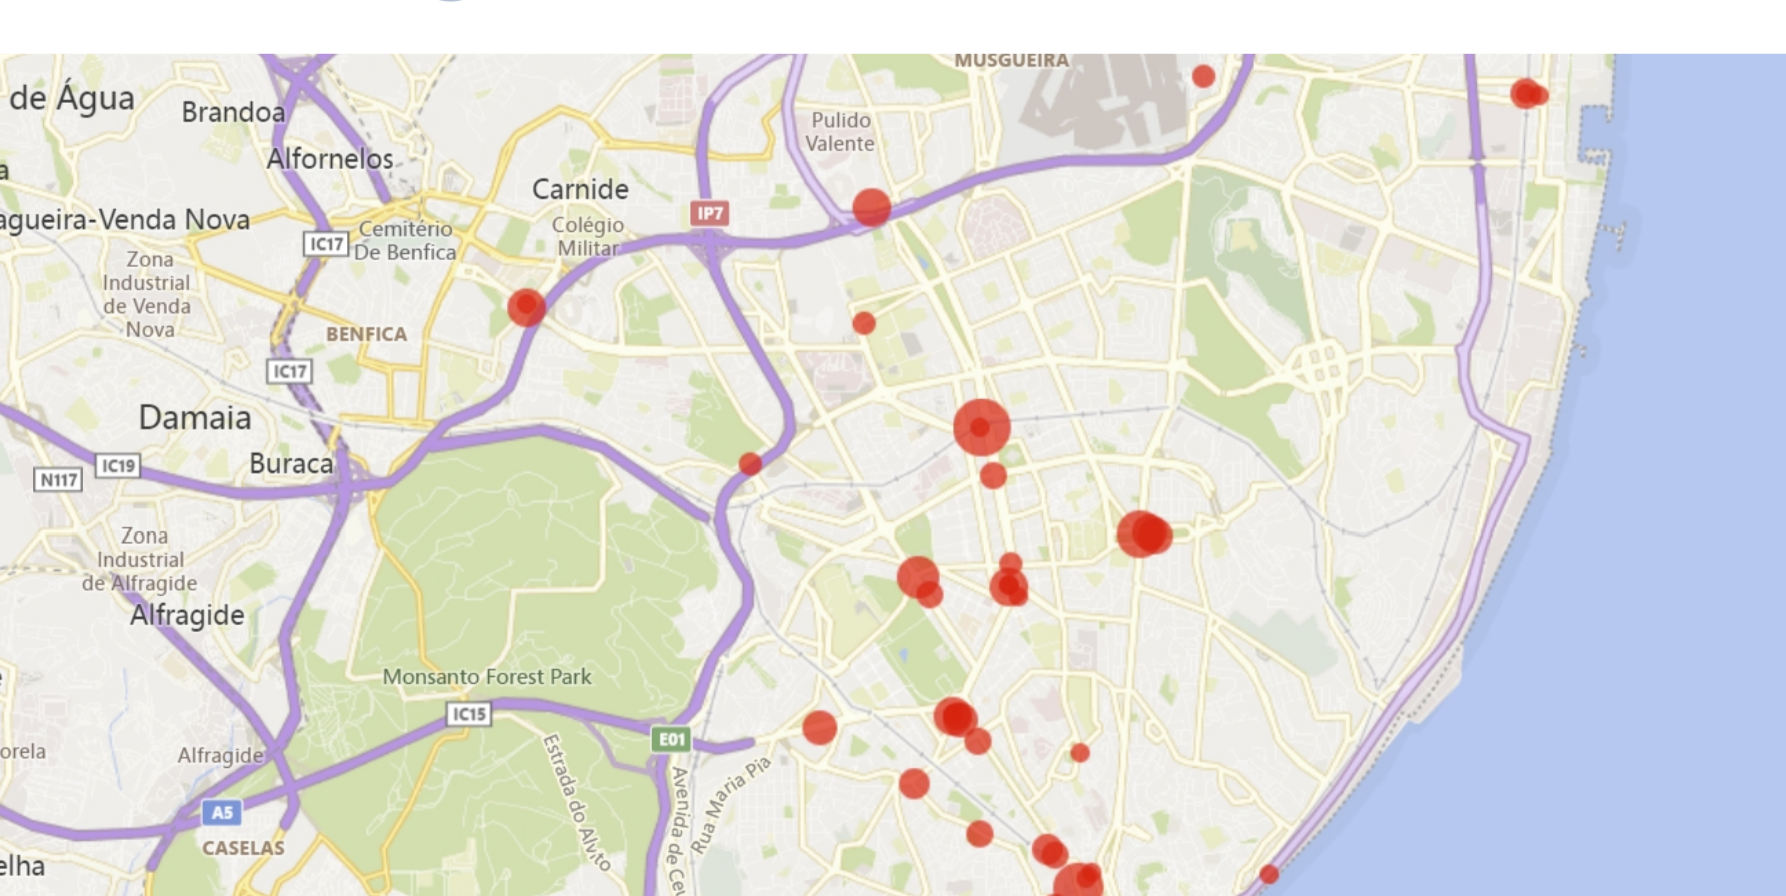 MUSGUEIRA
de Água
Brandoa
Pulido
Valente
Alfornelos
a
Carnide
IP7
agueira-Venda Nova
Cemitério
De Benfica
Colégio
Militar
IC17
Zona
Industrial
de Venda
Nova
BENFICA
IC17
Damaia
Buraca
IC19
N117
Zona
Industrial
de Alfragide
Alfragide
Monsanto Forest Park
e
IC15
E01
orela
Alfragide
Estrada do Alvito
Avenida de Ceu
Rua Maria Pia
A5
CASELAS
elha